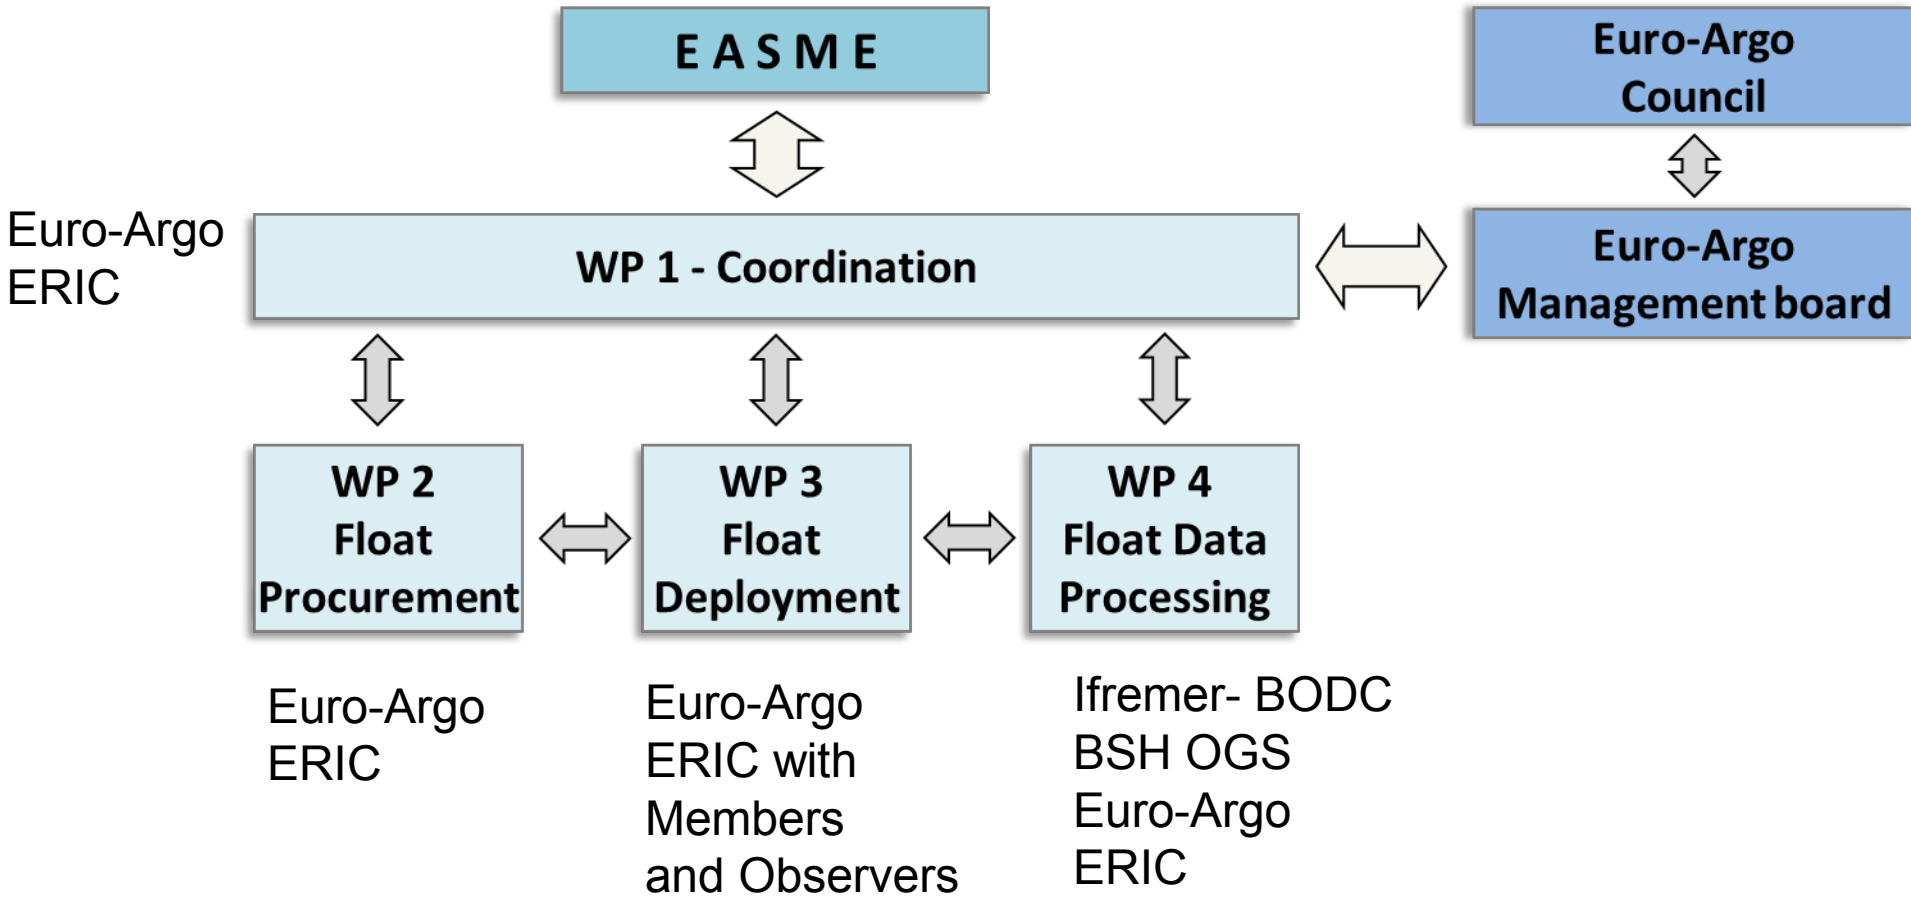 E A S M E
Euro-Argo
Council
Euro-Argo
ERIC
WP 1 - Coordination
Euro-Argo
Management board
WP 2
Float
Procurement
WP 3
Float
Deployment
WP 4
Float Data
Processing
Euro-Argo
ERIC
Euro-Argo
ERIC with
Members
and Observers
Ifremer- BODC
BSH OGS
Euro-Argo
ERIC